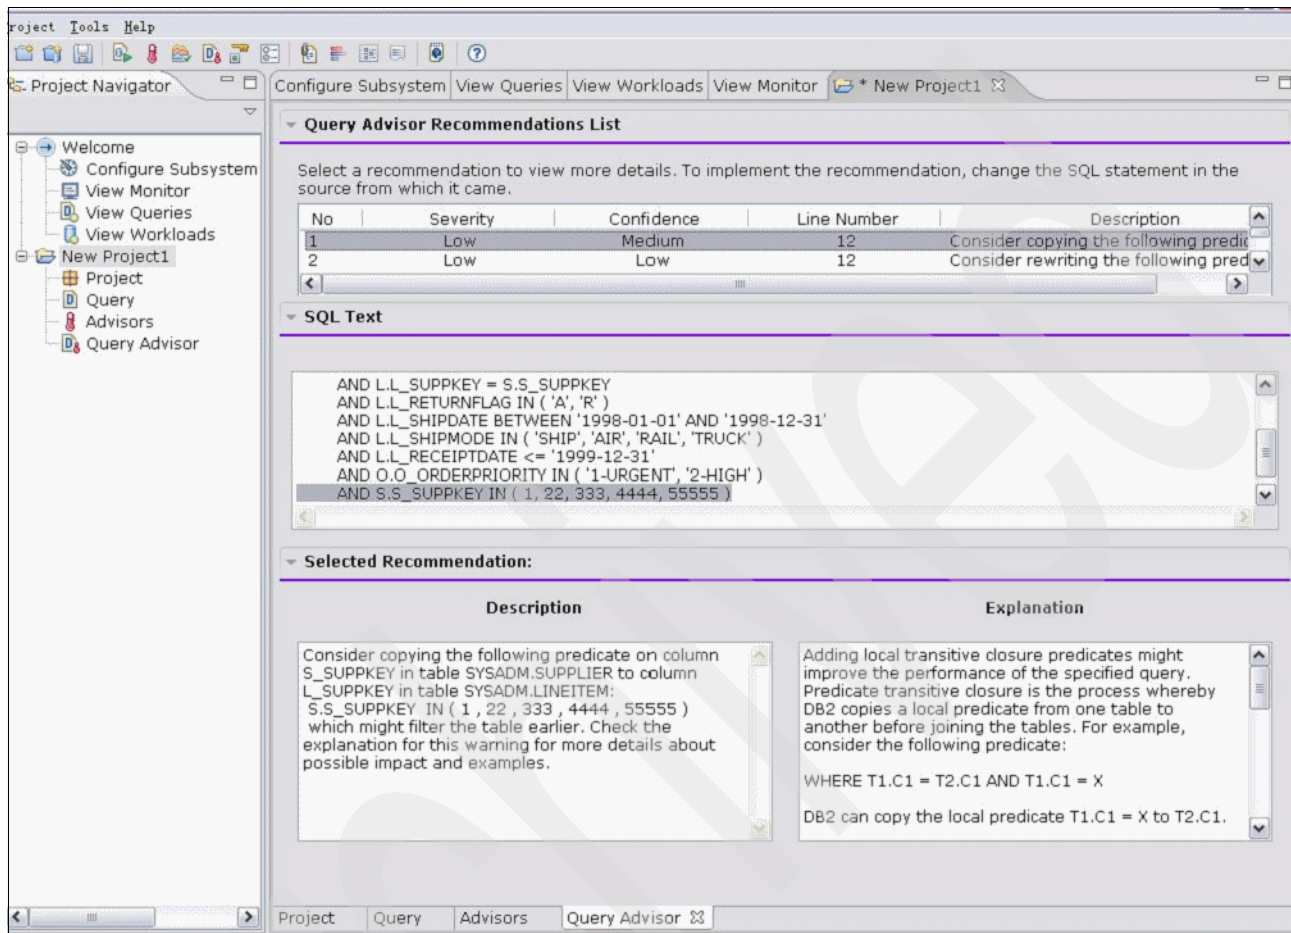 roject Tools Help
Project Navigator
Configure Subsystem View Queries View Workloads View Monitor * New Project1
Welcome
Configure Subsystem
View Monitor
View Queries
View Workloads
New Project1
Project
Query
Advisors
Query Advisor
Query Advisor Recommendations List
Select a recommendation to view more details. To implement the recommendation, change the SQL statement in the
source from which it came.
No Severity Confidence Line Number Description
1 Low Medium 12 Consider copying the following predic
2 Low Low 12 Consider rewriting the following pred
SQL Text
AND L.L_SUPPKEY = S.S_SUPPKEY
AND L.L_RETURNFLAG IN ( 'A', 'R' )
AND L.L_SHIPDATE BETWEEN '1998-01-01' AND '1998-12-31'
AND L.L_SHIPMODE IN ( 'SHIP', 'AIR', 'RAIL', 'TRUCK' )
AND L.L_RECEIPTDATE <= '1999-12-31'
AND O.O_ORDERPRIORITY IN ( '1-URGENT', '2-HIGH' )
AND S.S_SUPPKEY IN ( 1, 22, 333, 4444, 55555 )
Selected Recommendation:
Description
Consider copying the following predicate on column
S_SUPPKEY in table SYSADM.SUPPLIER to column
L_SUPPKEY in table SYSADM.LINEITEM:
S.S_SUPPKEY IN ( 1 , 22 , 333 , 4444 , 55555 )
which might filter the table earlier. Check the
explanation for this warning for more details about
possible impact and examples.
Explanation
Adding local transitive closure predicates might
improve the performance of the specified query.
Predicate transitive closure is the process whereby
DB2 copies a local predicate from one table to
another before joining the tables. For example,
consider the following predicate:
WHERE T1.C1 = T2.C1 AND T1.C1 = X
DB2 can copy the local predicate T1.C1 = X to T2.C1.
Project Query Advisors Query Advisor